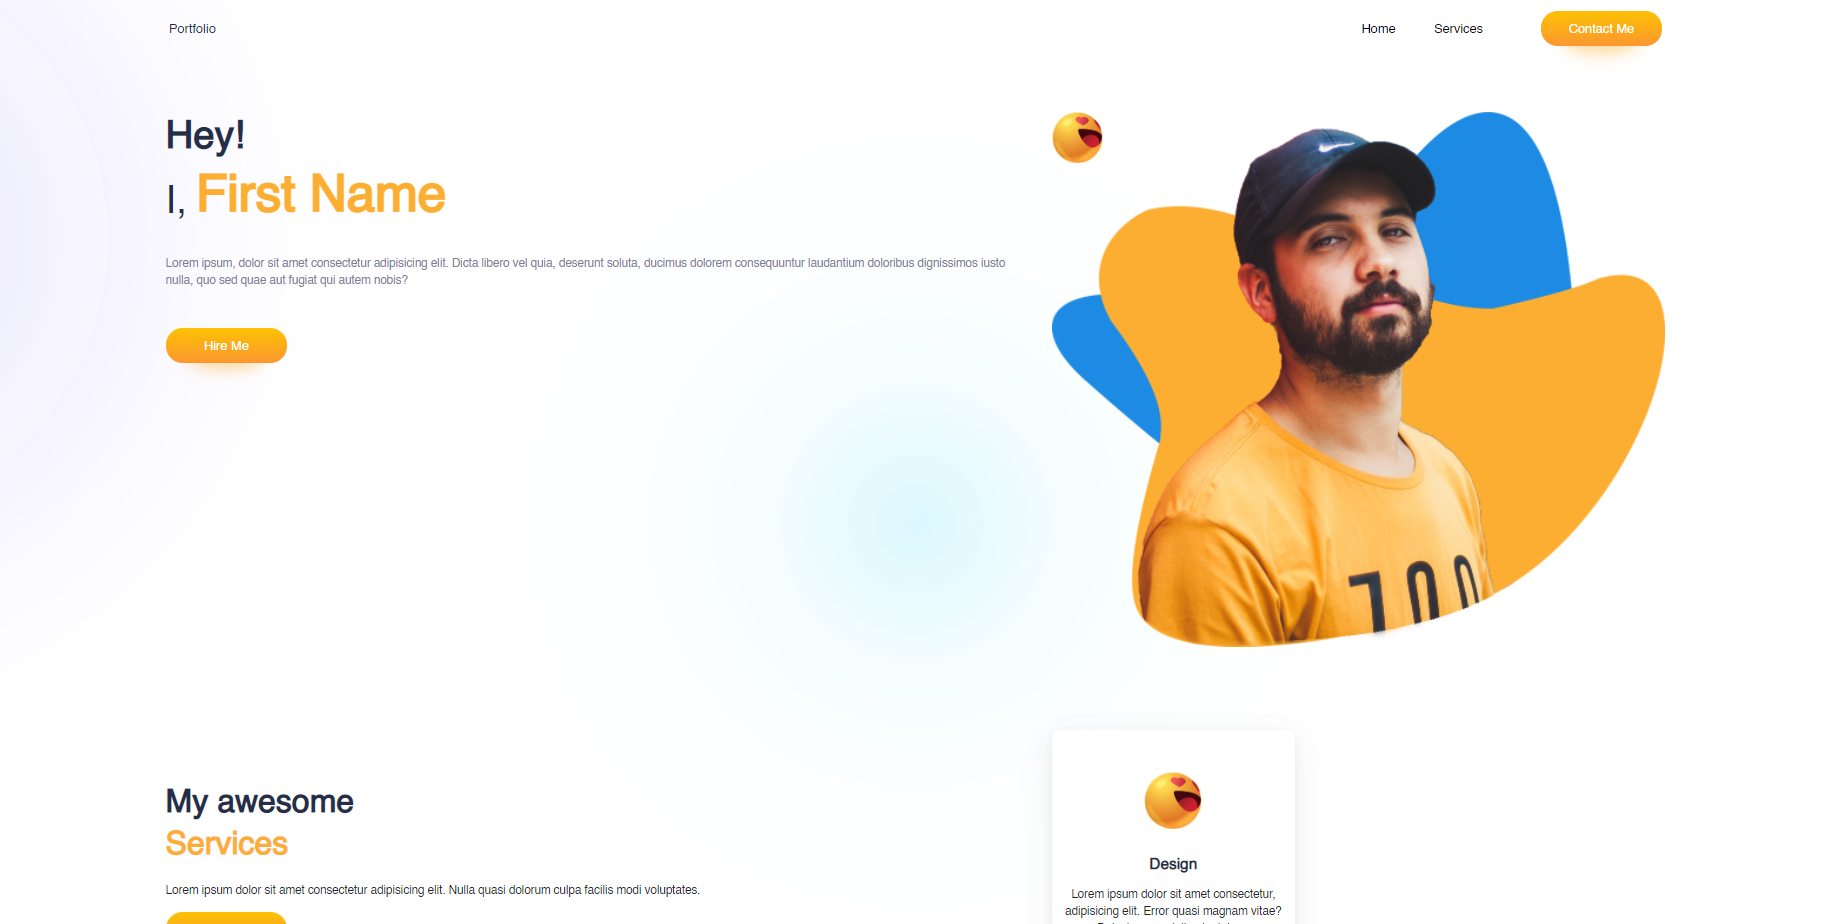 Portfolio
Home
Services
Contact Me
Hey!
I, First Name
Lorem ipsum, dolor sit amet consectetur adipisicing elit. Dicta libero vel quia, deserunt soluta, ducimus dolorem consequuntur laudantium doloribus dignissimos iusto
nulla, quo sed quae aut fugiat qui autem nobis?
Hire Me
My awesome
Services
Lorem ipsum dolor sit amet consectetur adipisicing elit. Nulla quasi dolorum culpa facilis modi voluptates.
Design
Lorem ipsum dolor sit amet consectetur,
adipisicing elit. Error quasi magnam vitae?